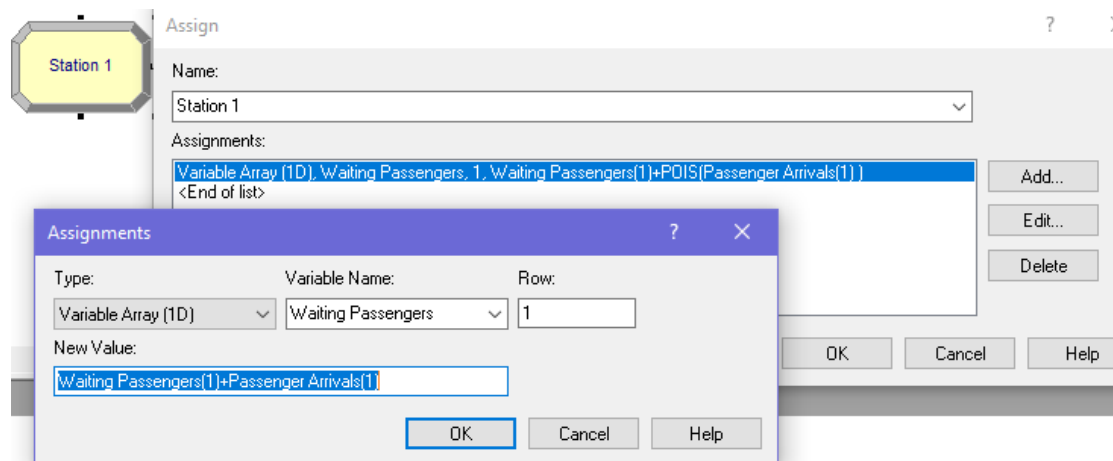 Station 1
Assign ?
Name:
Station 1
Assignments:
Variable Array (1D), Waiting Passengers, 1, Waiting Passengers(1)+POIS(Passenger Arrivals(1) )
<End of list>
Add...
Edit...
Delete
OK Cancel Help
Assignments ?
Type: Variable Name: Row:
Variable Array (1D) Waiting Passengers 1
New Value:
Waiting Passengers(1)+Passenger Arrivals(1)
OK Cancel Help